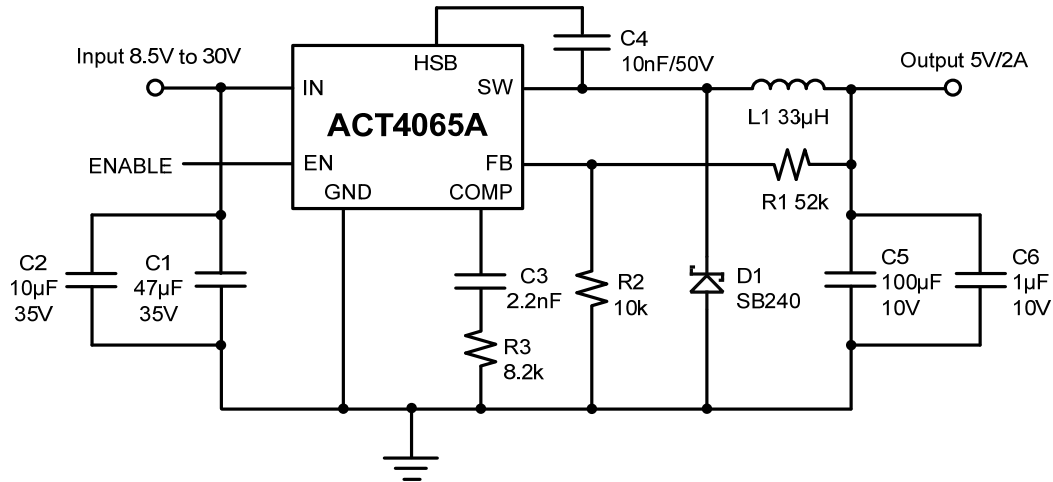 Input 8.5V to 30V
HSB
C4
10nF/50V
Output 5V/2A
IN
SW
L1 33µH
ACT4065A
ENABLE
EN
FB
GND
COMP
R1 52k
C2
10µF
35V
C1
47µF
35V
C3
2.2nF
R2
10k
D1
SB240
C5
100µF
10V
C6
1µF
10V
R3
8.2k